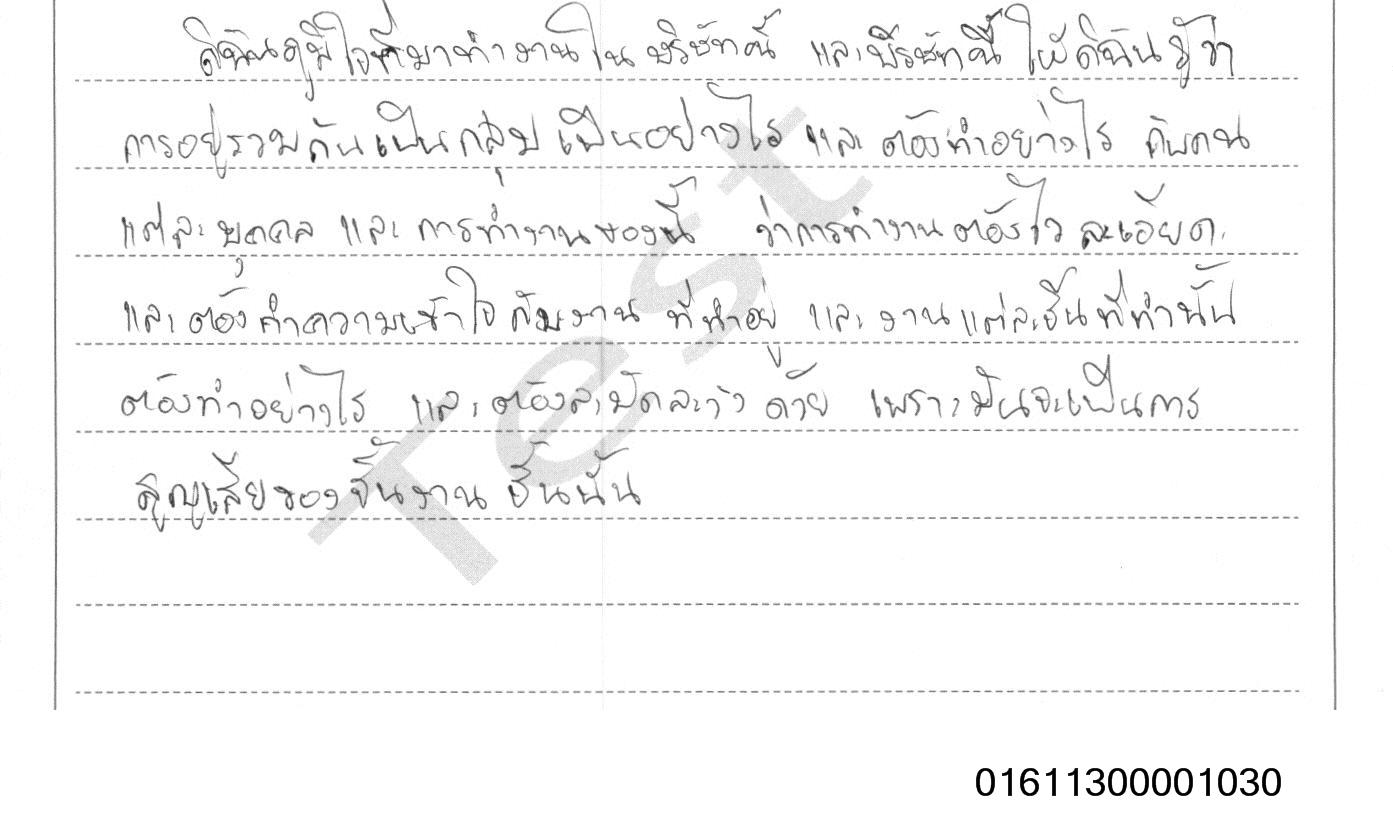 ดิฉันภูมิใจที่มาทำงานในบริษัทนี้ และบริษัทนี้ให้ดิฉันรู้ว่า
การอยู่รวมกันเป็นกลุ่มเป็นอย่างไร และต้องทำอย่างไร กับคน
แต่ละบุคคล และการทำงานของนี้ ว่าการทำงานต้องไว ละเอียด
และต้องทำความเข้าใจกับงาน ที่ทำอยู่ และงานแต่ละชิ้นที่ทำนั้น
ต้องทำอย่างไร และต้องละมัดละวังด้วย เพราะมันจะเป็นการ
สูญเสียของชิ้นงาน ชิ้นนั้น
Test
01611300001030